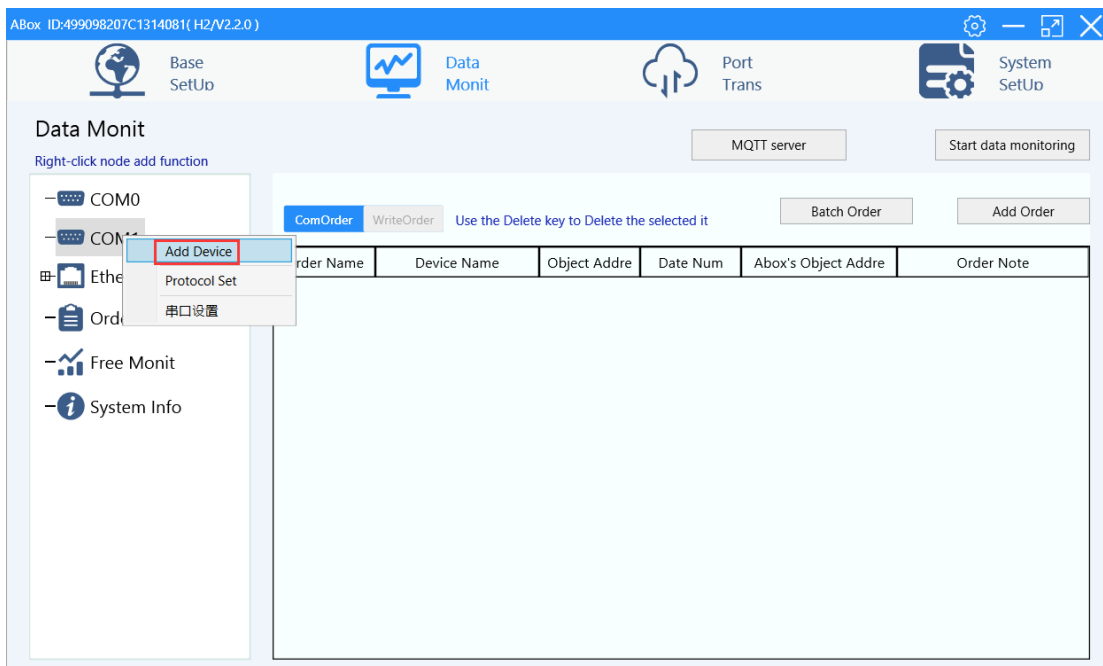 ABox ID:499098207C1314081( H2/V2.2.0 )
Base
SetUp
Data
Monit
Port
Trans
System
SetUp
Data Monit
MQTT server
Start data monitoring
Right-click node add function
COM0
COM1
Ethe
Orde
Free Monit
System Info
Add Device
Protocol Set
串口设置
ComOrder
WriteOrder
Use the Delete key to Delete the selected it
Batch Order
Add Order
rder Name
Device Name
Object Addre
Date Num
Abox's Object Addre
Order Note